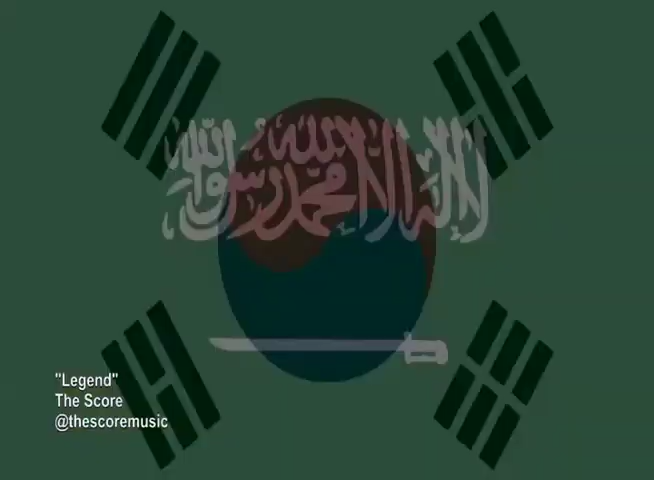 لا إله إلا الله محمد رسول الله
"Legend"
The Score
@thescoremusic